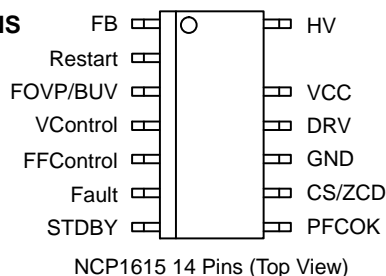 NS
FB HV
Restart
FOVP/BUV VCC
VControl DRV
FFControl GND
Fault CS/ZCD
STDBY PFCOK
NCP1615 14 Pins (Top View)